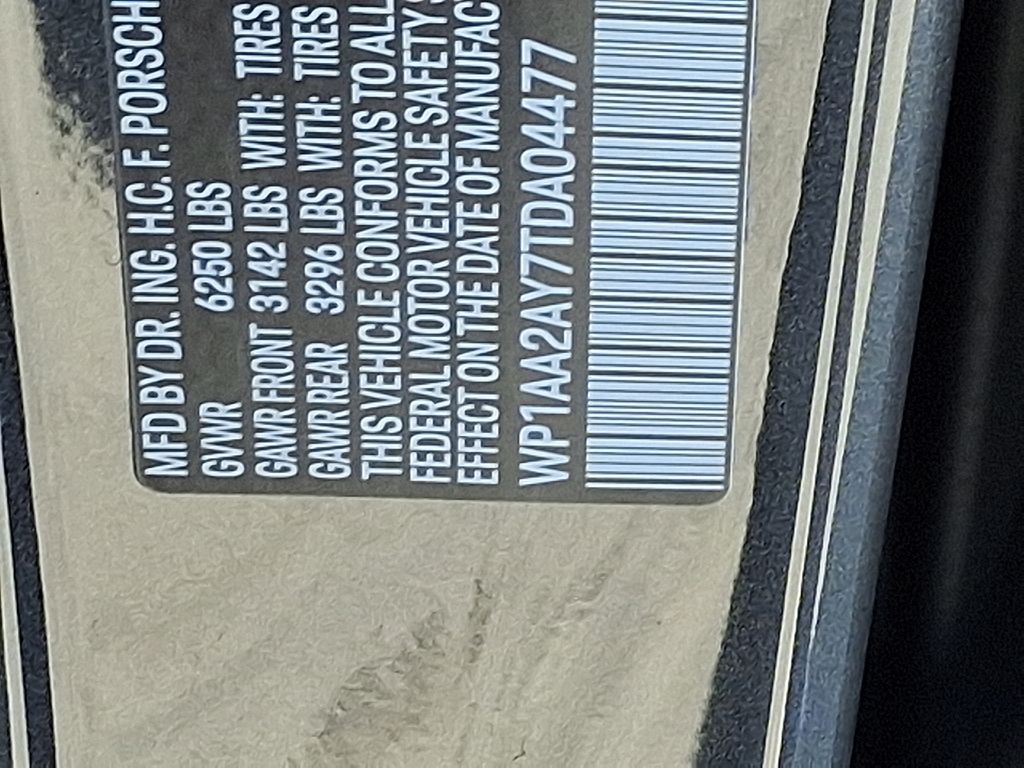 MFD BY DR. ING. H.C. F. PORSCH
GVWR 6250 LBS
GAWR FRONT 3142 LBS WITH: TIRES
GAWR REAR 3296 LBS WITH: TIRES
THIS VEHICLE CONFORMS TO ALL
FEDERAL MOTOR VEHICLE SAFETY S
EFFECT ON THE DATE OF MANUFAC
WP1AA2AY7TDA04477